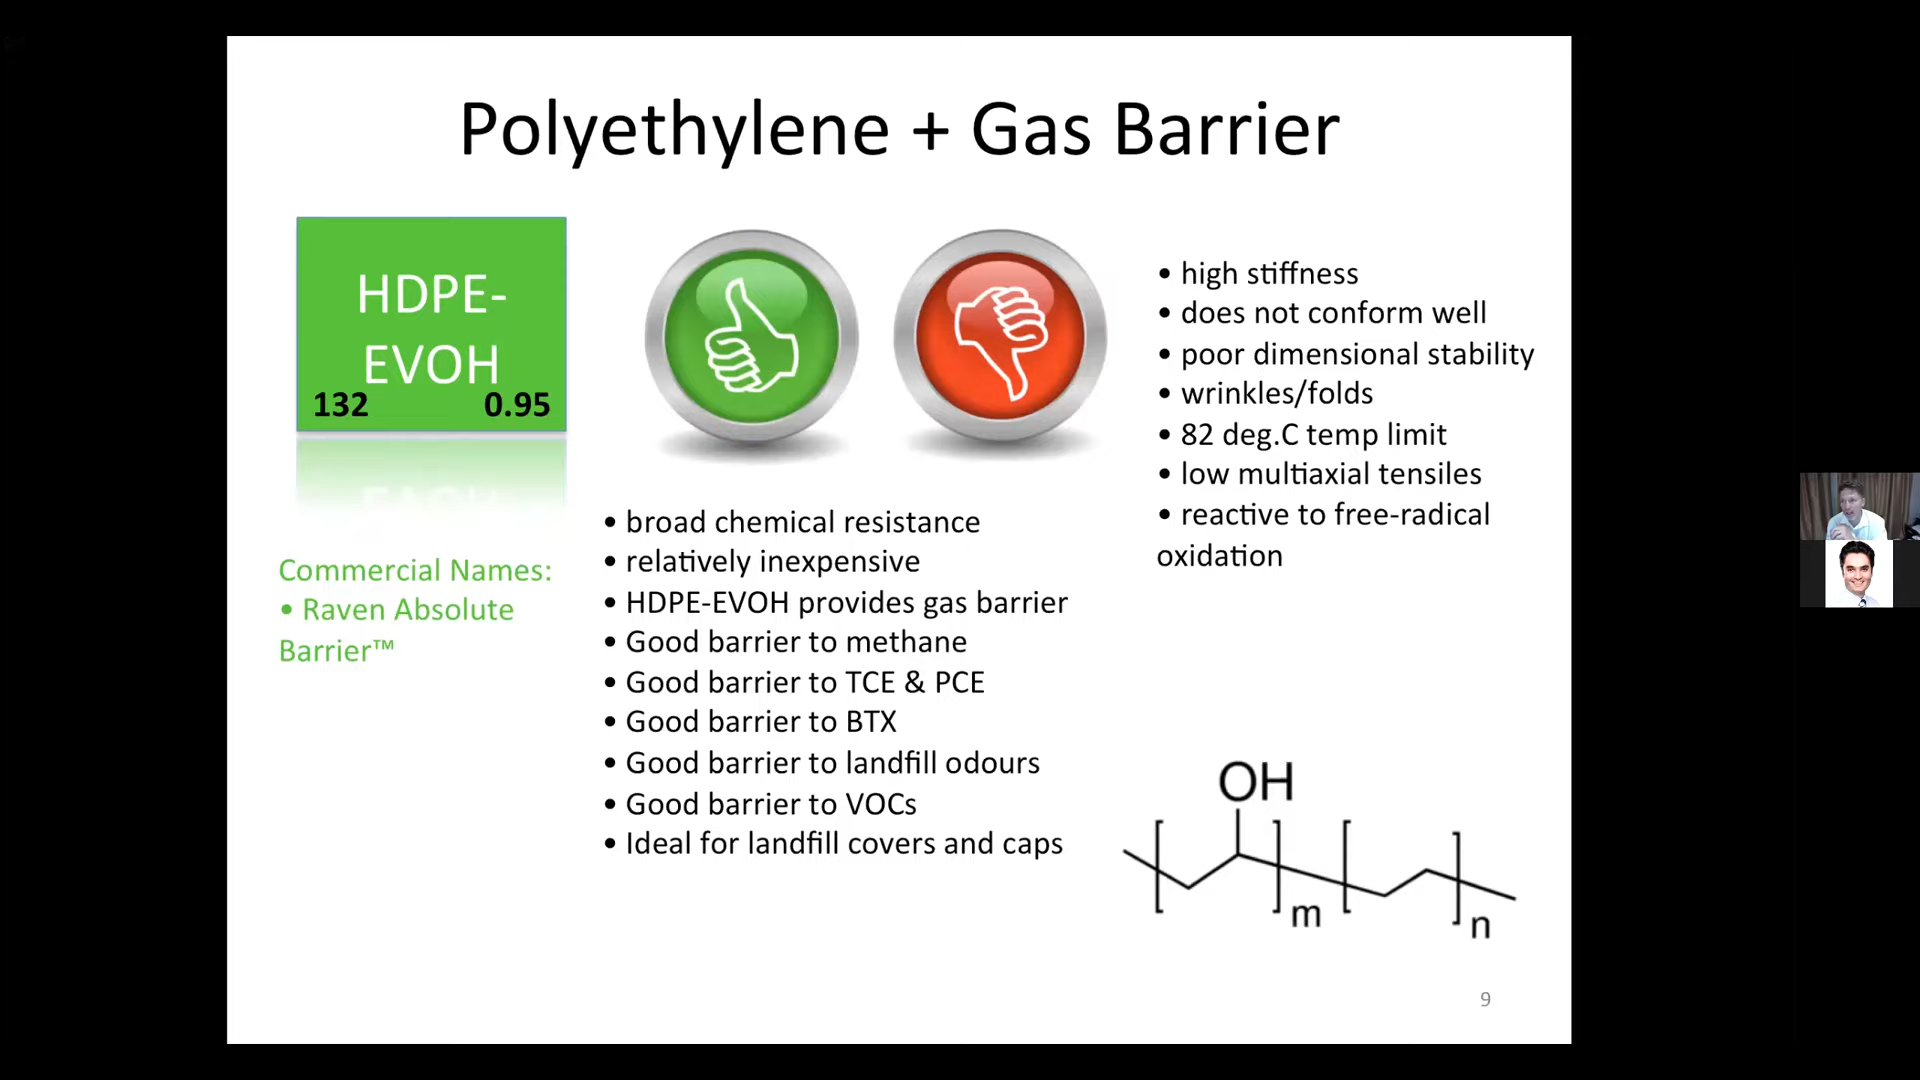 Polyethylene + Gas Barrier
HDPE-
EVOH
132 0.95
Commercial Names:
• Raven Absolute
Barrier™
• broad chemical resistance
• relatively inexpensive
• HDPE-EVOH provides gas barrier
• Good barrier to methane
• Good barrier to TCE & PCE
• Good barrier to BTX
• Good barrier to landfill odours
• Good barrier to VOCs
• Ideal for landfill covers and caps
• high stiffness
• does not conform well
• poor dimensional stability
• wrinkles/folds
• 82 deg.C temp limit
• low multiaxial tensiles
• reactive to free-radical
oxidation
OH
m
n
9